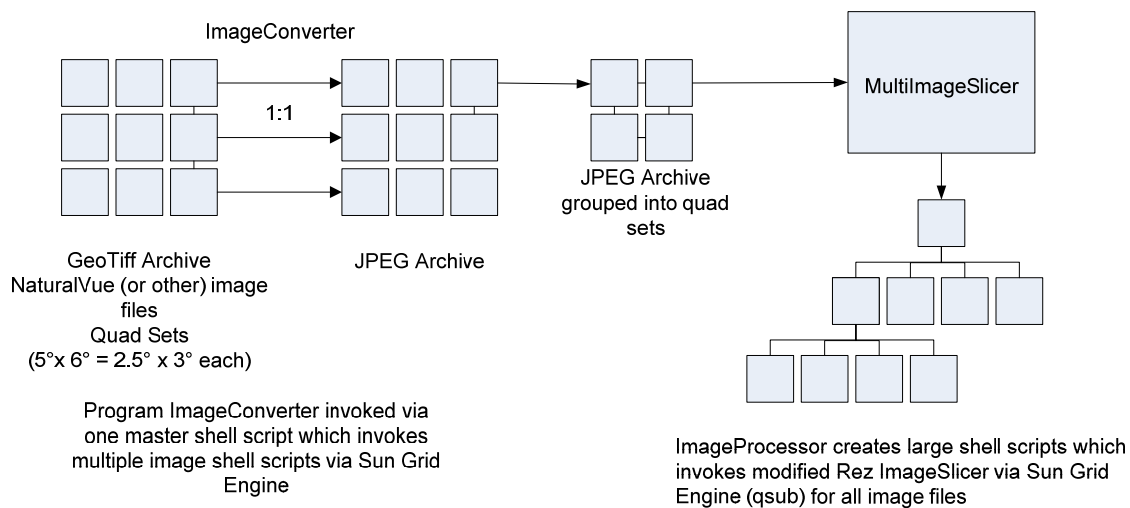 ImageConverter
1:1
MultiImageSlicer
JPEG Archive
grouped into quad
sets
GeoTiff Archive
NaturalVue (or other) image
files
Quad Sets
(5°x 6° = 2.5° x 3° each)
JPEG Archive
Program ImageConverter invoked via
one master shell script which invokes
multiple image shell scripts via Sun Grid
Engine
ImageProcessor creates large shell scripts which
invokes modified Rez ImageSlicer via Sun Grid
Engine (qsub) for all image files